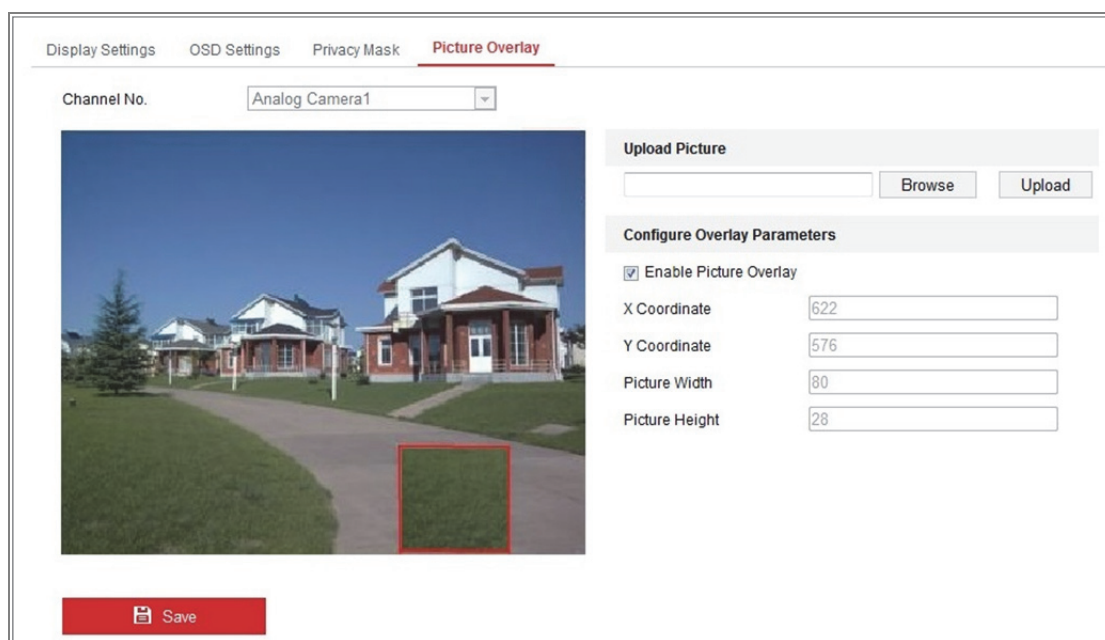 Display Settings OSD Settings Privacy Mask Picture Overlay
Channel No. Analog Camera1
Upload Picture
Browse Upload
Configure Overlay Parameters
Enable Picture Overlay
X Coordinate 622
Y Coordinate 576
Picture Width 80
Picture Height 28
Save